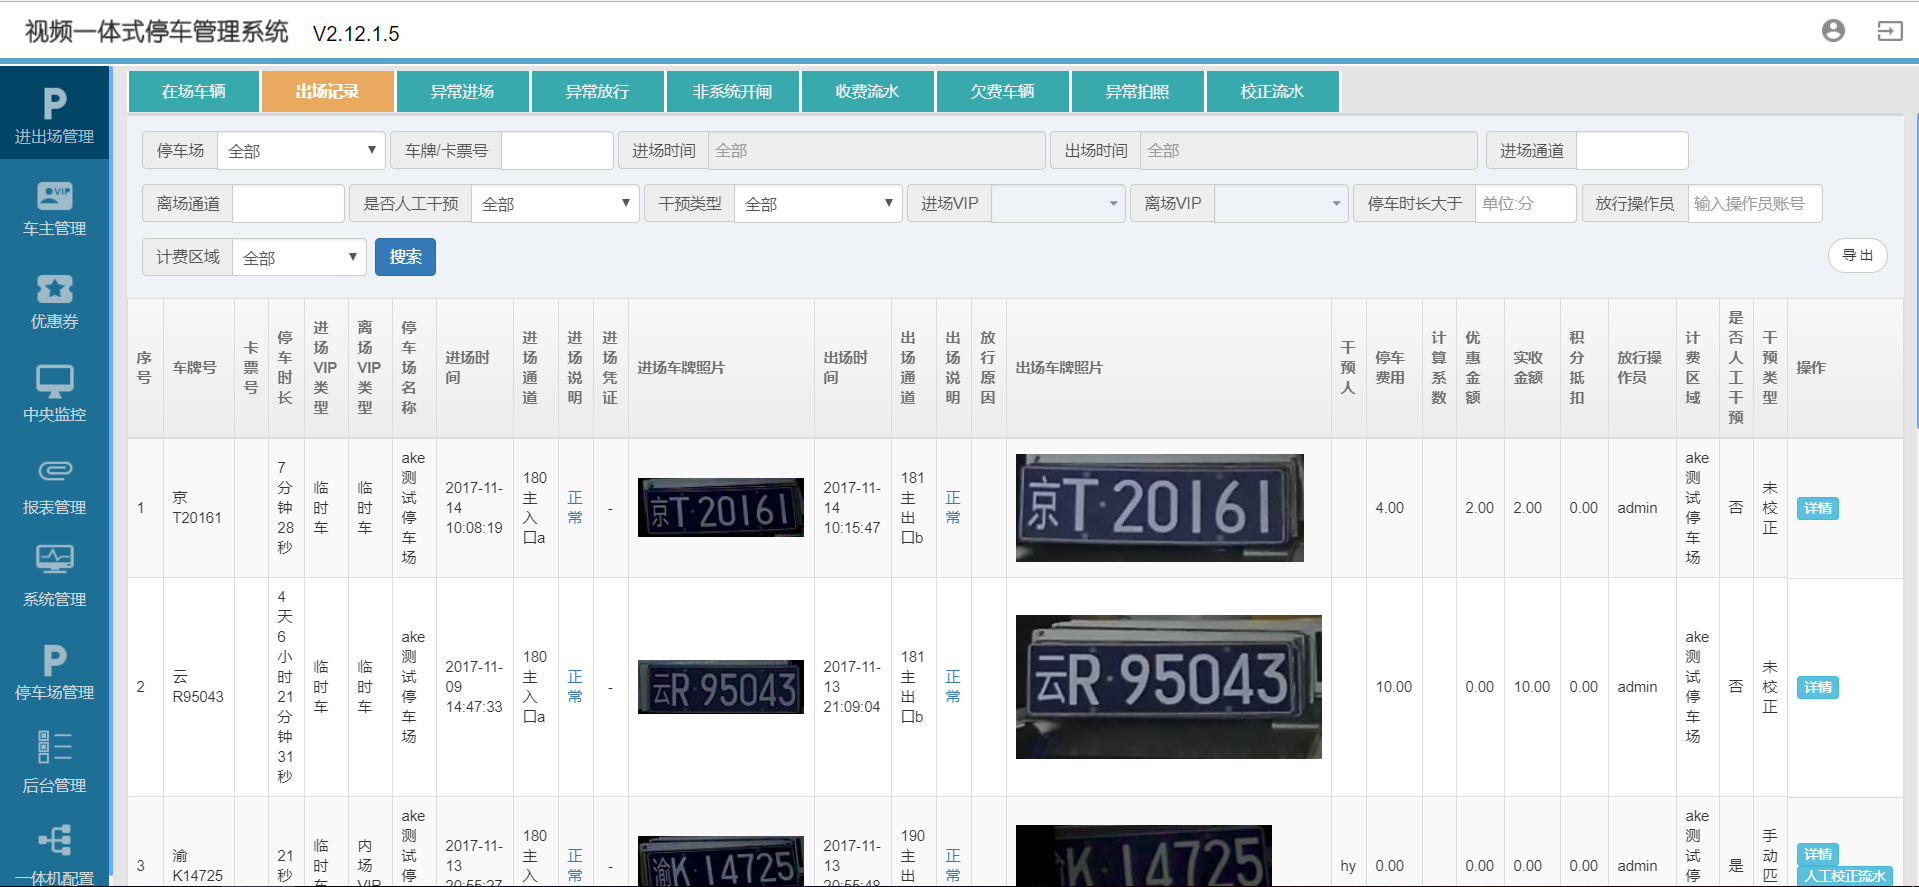 视频一体式停车管理系统 V2.12.1.5
进出场管理
车主管理
优惠券
中央监控
报表管理
系统管理
停车场管理
后台管理
一体机配置
在场车辆 出场记录 异常进场 异常放行 非系统开闸 收费流水 欠费车辆 异常拍照 校正流水
停车场 全部 车牌/卡票号 进场时间 全部 出场时间 全部 进场通道
离场通道 是否人工干预 全部 干预类型 全部 进场VIP 离场VIP 停车时长大于 单位:分 放行操作员 输入操作员账号
计费区域 全部 搜索 导出
序号 车牌号 卡票号 停车时长 进场VIP类型 离场VIP类型 停车场名称 进场时间 进场通道 进场说明 进场凭证 进场车牌照片 出场时间 出场通道 出场说明 放行原因 出场车牌照片 干预人 停车费用 计算系数 优惠金额 实收金额 积分抵扣 放行操作员 计费区域 是否人工干预 干预类型 操作
1 京T20161 7分钟28秒 临时车 临时车 ake测试停车场 2017-11-14 10:08:19 180主入口a 正常 - 京T·20161 2017-11-14 10:15:47 181主出口b 正常 京T·20161 4.00 2.00 2.00 0.00 admin ake测试停车场 否 未校正 详情
2 云R95043 4天6小时21分钟31秒 临时车 临时车 ake测试停车场 2017-11-09 14:47:33 180主入口a 正常 - 云R·95043 2017-11-13 21:09:04 181主出口b 正常 云R·95043 10.00 0.00 10.00 0.00 admin ake测试停车场 否 未校正 详情
3 渝K14725 21秒 临时车 内场VIP ake测试停 2017-11-13 20:55:27 180主入 正常 - 渝K·14725 2017-11-13 20:55:48 190主出 正常 K·14725 hy 0.00 0.00 0.00 0.00 admin ake测试停 是 手动匹 详情 人工校正流水